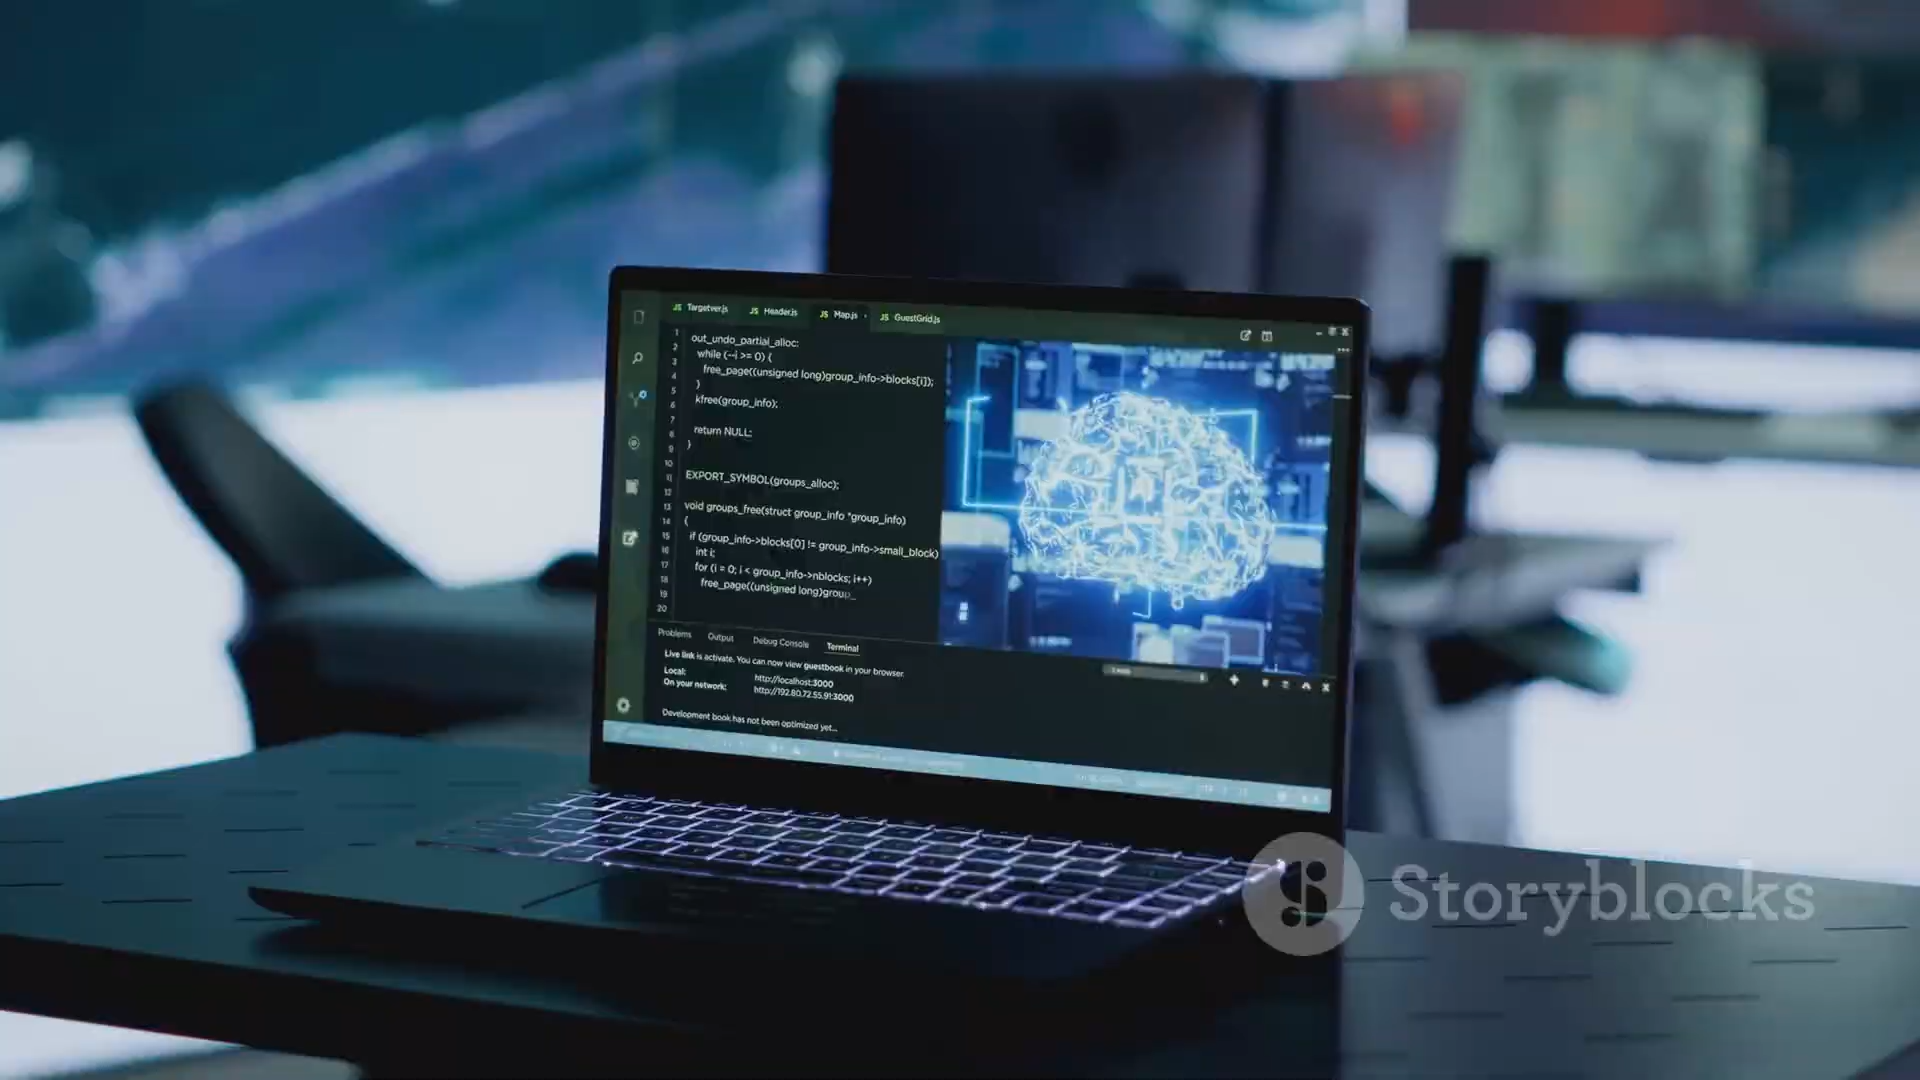 JS Targetver.js JS Header.js JS Map.js JS GuestGrid.js
1
2
3
4
5
6
7
8
9
10
11
12
13
14
15
16
17
18
19
20
out_undo_partial_alloc:
while (--i >= 0) {
free_page((unsigned long)group_info->blocks[i]);
}
kfree(group_info);
return NULL;
}
EXPORT_SYMBOL(groups_alloc);
void groups_free(struct group_info *group_info)
{
if (group_info->blocks[0] != group_info->small_block)
int i;
for (i = 0; i < group_info->nblocks; i++)
free_page((unsigned long)group_
Problems Output Debug Console Terminal
Live link is activate. You can now view guestbook in your browser.
Local: http://localhost:3000
On your network: http://192.80.72.55.91:3000
Development book has not been optimized yet...
Storyblocks